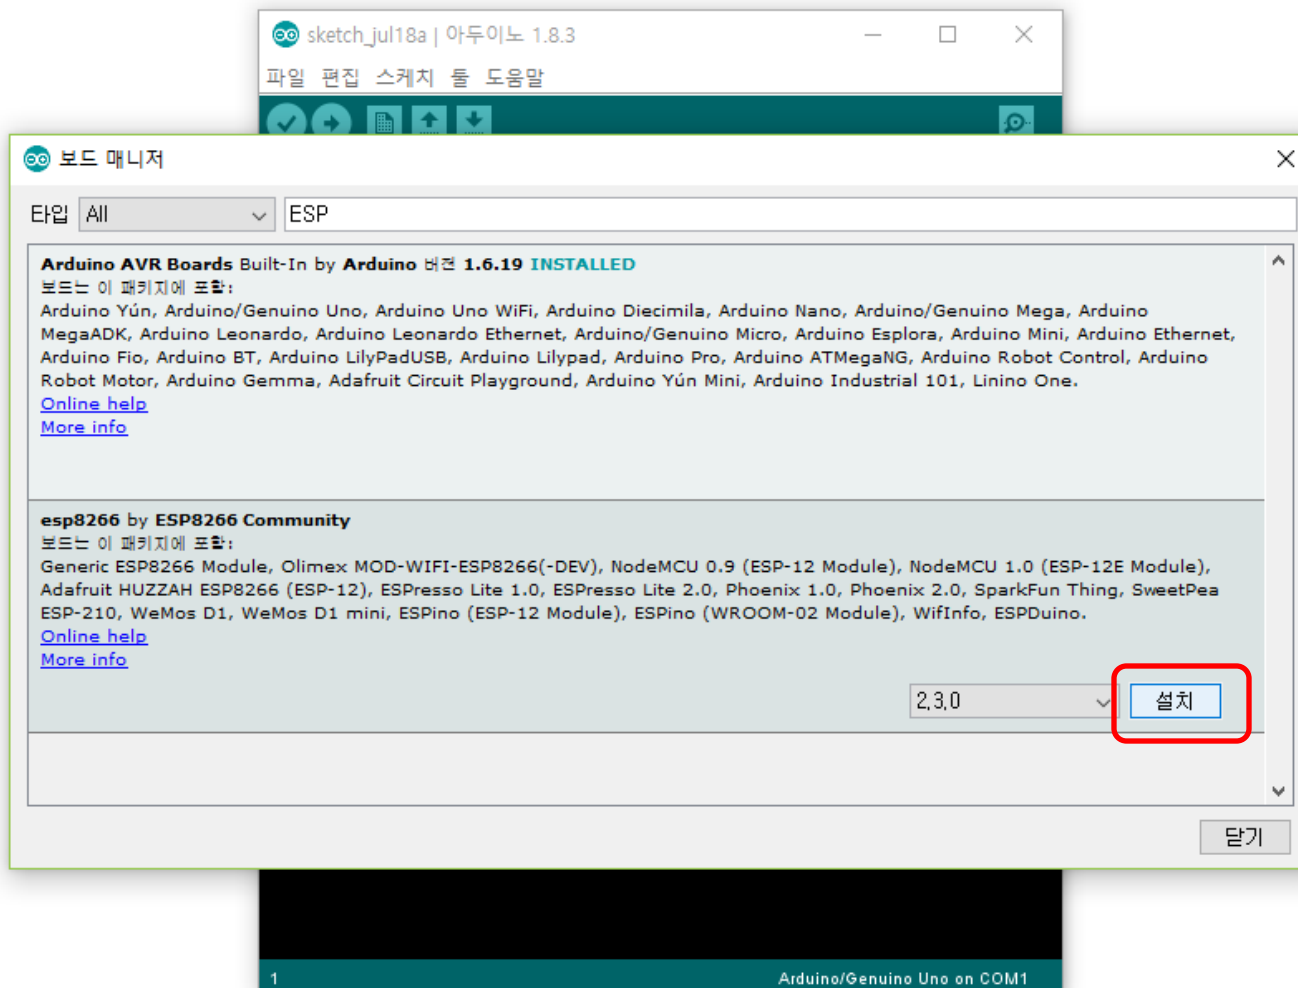 sketch_jul18a | 아두이노 1.8.3
파일 편집 스케치 툴 도움말
보드 매니저
타입 All ESP
Arduino AVR Boards Built-In by Arduino 버전 1.6.19 INSTALLED
보드는 이 패키지에 포함:
Arduino Yún, Arduino/Genuino Uno, Arduino Uno WiFi, Arduino Diecimila, Arduino Nano, Arduino/Genuino Mega, Arduino
MegaADK, Arduino Leonardo, Arduino Leonardo Ethernet, Arduino/Genuino Micro, Arduino Esplora, Arduino Mini, Arduino Ethernet,
Arduino Fio, Arduino BT, Arduino LilyPadUSB, Arduino Lilypad, Arduino Pro, Arduino ATMegaNG, Arduino Robot Control, Arduino
Robot Motor, Arduino Gemma, Adafruit Circuit Playground, Arduino Yún Mini, Arduino Industrial 101, Linino One.
Online help
More info
esp8266 by ESP8266 Community
보드는 이 패키지에 포함:
Generic ESP8266 Module, Olimex MOD-WIFI-ESP8266(-DEV), NodeMCU 0.9 (ESP-12 Module), NodeMCU 1.0 (ESP-12E Module),
Adafruit HUZZAH ESP8266 (ESP-12), ESPresso Lite 1.0, ESPresso Lite 2.0, Phoenix 1.0, Phoenix 2.0, SparkFun Thing, SweetPea
ESP-210, WeMos D1, WeMos D1 mini, ESPino (ESP-12 Module), ESPino (WROOM-02 Module), WifInfo, ESPDuino.
Online help
More info
2.3.0 설치
닫기
1 Arduino/Genuino Uno on COM1